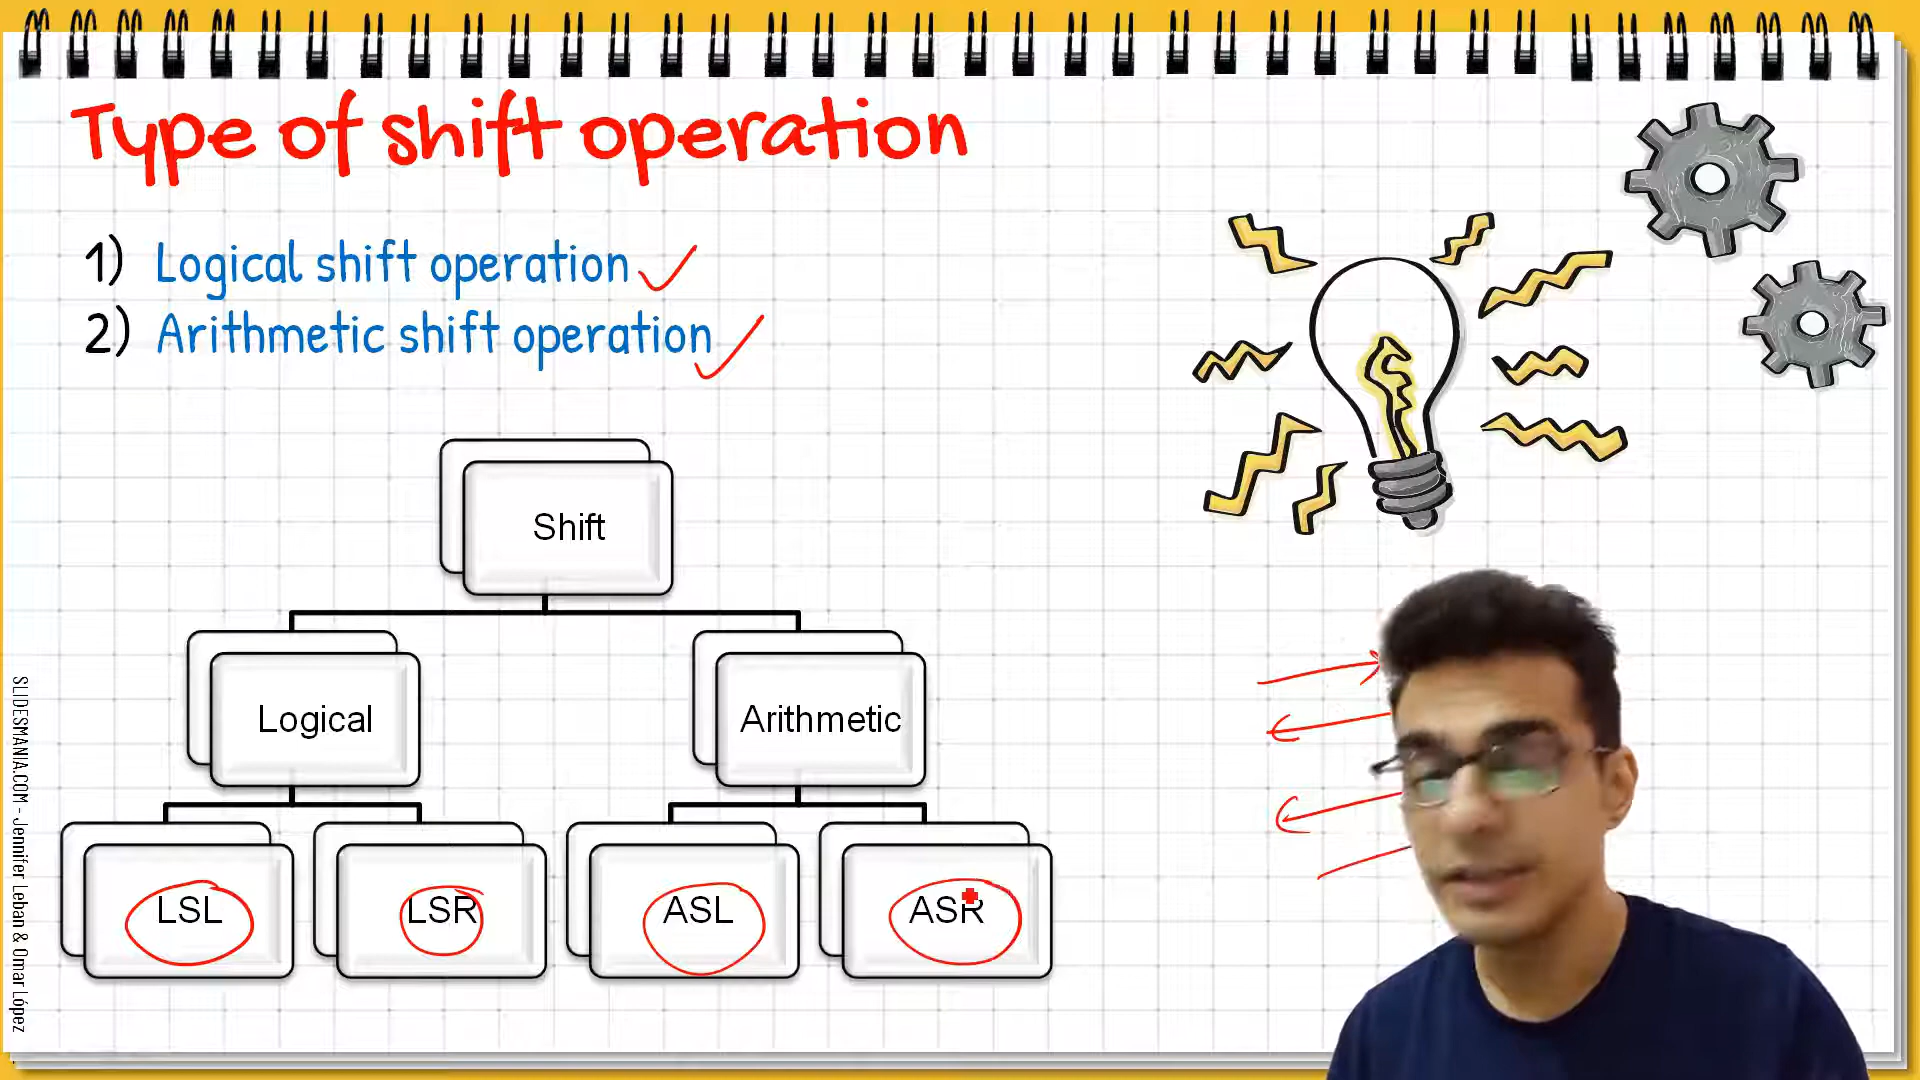 Type of shift operation
1) Logical shift operation
2) Arithmetic shift operation
Shift
Logical
Arithmetic
LSL
LSR
ASL
ASR
SLIDESMANIA.COM - Jennifer Leban & Omar López